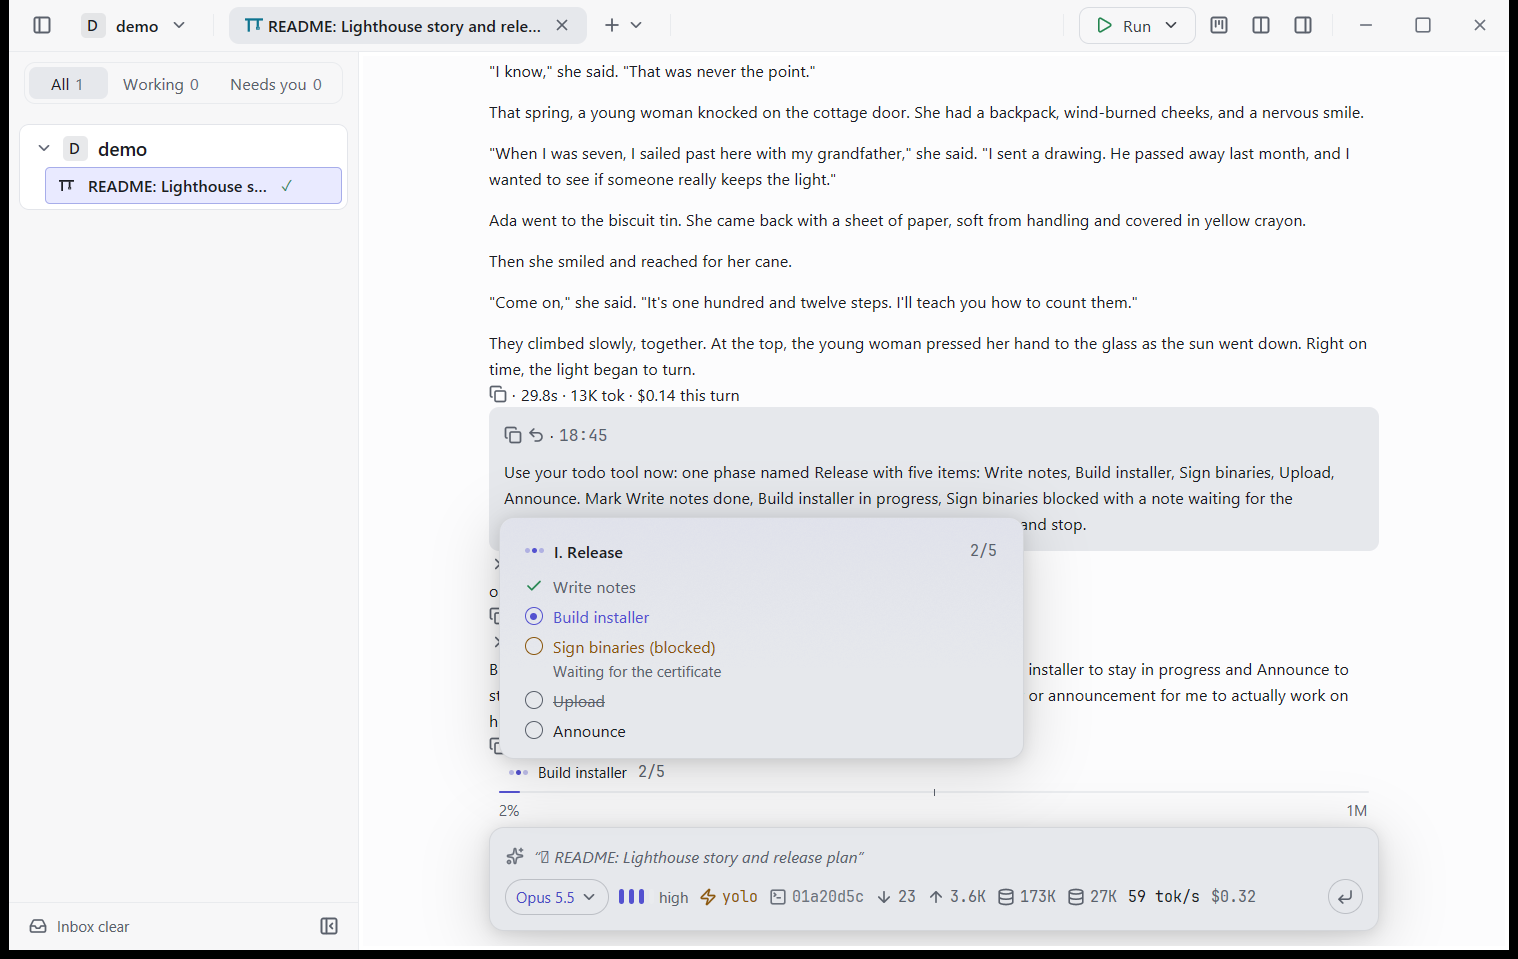 D demo
README: Lighthouse story and rele...
Run
All 1
Working 0
Needs you 0
D demo
README: Lighthouse s...
"I know," she said. "That was never the point."
That spring, a young woman knocked on the cottage door. She had a backpack, wind-burned cheeks, and a nervous smile.
"When I was seven, I sailed past here with my grandfather," she said. "I sent a drawing. He passed away last month, and I
wanted to see if someone really keeps the light."
Ada went to the biscuit tin. She came back with a sheet of paper, soft from handling and covered in yellow crayon.
Then she smiled and reached for her cane.
"Come on," she said. "It's one hundred and twelve steps. I'll teach you how to count them."
They climbed slowly, together. At the top, the young woman pressed her hand to the glass as the sun went down. Right on
time, the light began to turn.
· 29.8s · 13K tok · $0.14 this turn
· 18:45
Use your todo tool now: one phase named Release with five items: Write notes, Build installer, Sign binaries, Upload,
Announce. Mark Write notes done, Build installer in progress, Sign binaries blocked with a note waiting for the
and stop.
I. Release
2/5
Write notes
Build installer
Sign binaries (blocked)
Waiting for the certificate
Upload
Announce
installer to stay in progress and Announce to
or announcement for me to actually work on
Build installer 2/5
2%
1M
“ README: Lighthouse story and release plan”
Opus 5.5
high
yolo
01a20d5c
23
3.6K
173K
27K
59 tok/s
$0.32
Inbox clear